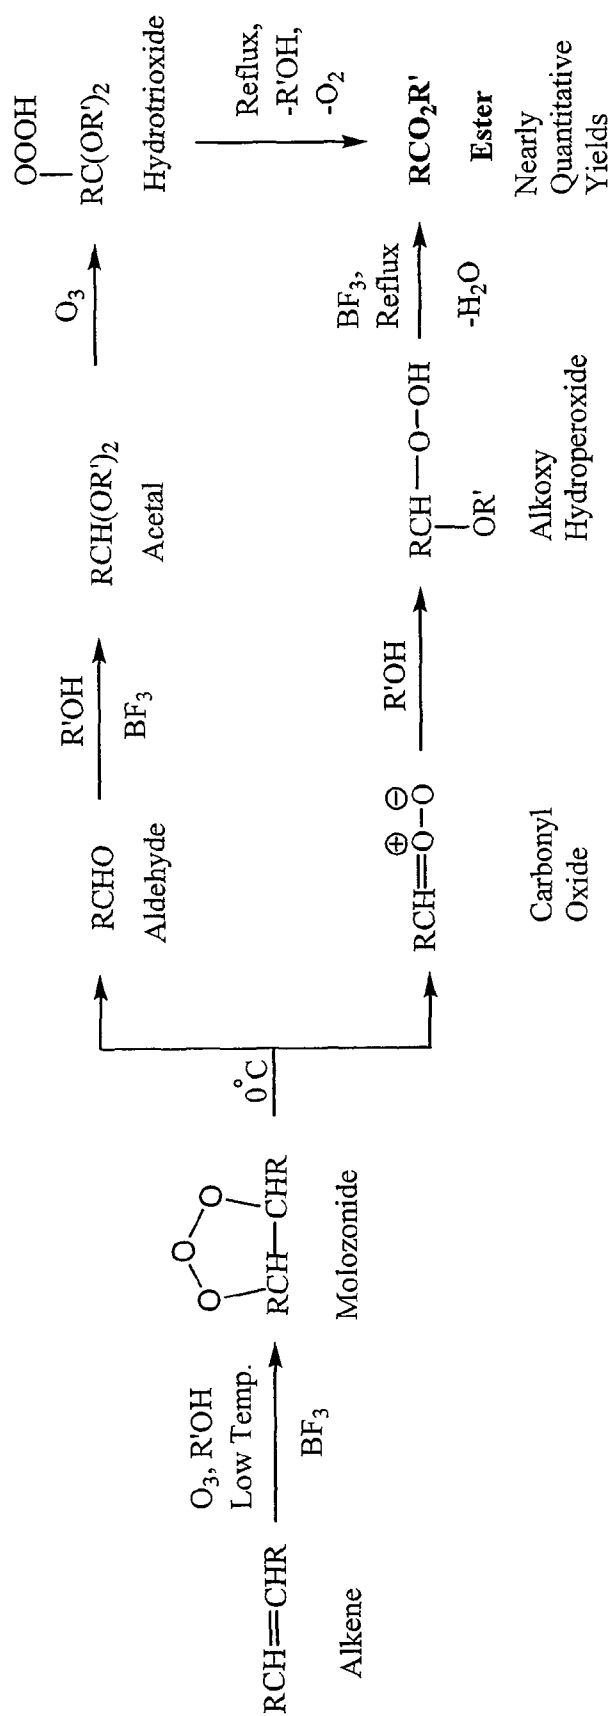 RCH=CHR
Alkene
O3, R'OH
Low Temp.
BF3
O
O
O
RCH—CHR
Molozonide
0°C
RCHO
Aldehyde
R'OH
BF3
RCH(OR')2
Acetal
O3
OOOH
RC(OR')2
Hydrotrioxide
Reflux,
-R'OH,
-O2
⊕ ⊖
RCH=O–O
Carbonyl
Oxide
R'OH
RCH—O–OH
OR'
Alkoxy
Hydroperoxide
BF3,
Reflux
-H2O
RCO2R'
Ester
Nearly
Quantitative
Yields